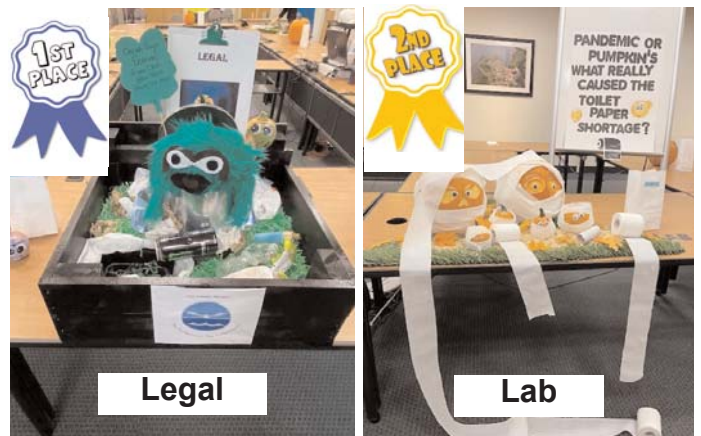 1ST
PLACE
LEGAL
Legal
2ND
PLACE
PANDEMIC OR
PUMPKIN'S
WHAT REALLY
CAUSED THE
TOILET
PAPER
SHORTAGE?
Lab